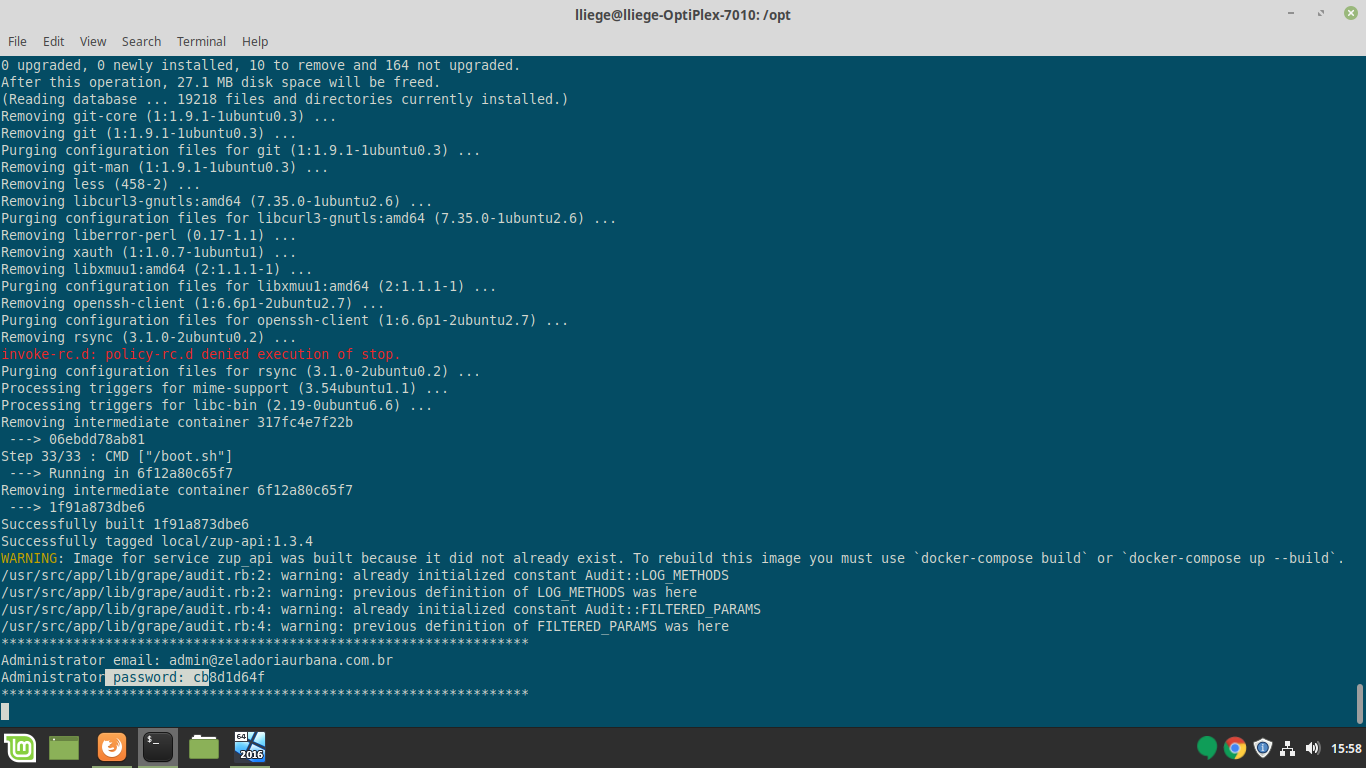 lliege@lliege-OptiPlex-7010: /opt
File Edit View Search Terminal Help
0 upgraded, 0 newly installed, 10 to remove and 164 not upgraded.
After this operation, 27.1 MB disk space will be freed.
(Reading database ... 19218 files and directories currently installed.)
Removing git-core (1:1.9.1-1ubuntu0.3) ...
Removing git (1:1.9.1-1ubuntu0.3) ...
Purging configuration files for git (1:1.9.1-1ubuntu0.3) ...
Removing git-man (1:1.9.1-1ubuntu0.3) ...
Removing less (458-2) ...
Removing libcurl3-gnutls:amd64 (7.35.0-1ubuntu2.6) ...
Purging configuration files for libcurl3-gnutls:amd64 (7.35.0-1ubuntu2.6) ...
Removing liberror-perl (0.17-1.1) ...
Removing xauth (1:1.0.7-1ubuntu1) ...
Removing libxmuu1:amd64 (2:1.1.1-1) ...
Purging configuration files for libxmuu1:amd64 (2:1.1.1-1) ...
Removing openssh-client (1:6.6p1-2ubuntu2.7) ...
Purging configuration files for openssh-client (1:6.6p1-2ubuntu2.7) ...
Removing rsync (3.1.0-2ubuntu0.2) ...
invoke-rc.d: policy-rc.d denied execution of stop.
Purging configuration files for rsync (3.1.0-2ubuntu0.2) ...
Processing triggers for mime-support (3.54ubuntu1.1) ...
Processing triggers for libc-bin (2.19-0ubuntu6.6) ...
Removing intermediate container 317fc4e7f22b
---> 06ebdd78ab81
Step 33/33 : CMD ["/boot.sh"]
---> Running in 6f12a80c65f7
Removing intermediate container 6f12a80c65f7
---> 1f91a873dbe6
Successfully built 1f91a873dbe6
Successfully tagged local/zup-api:1.3.4
WARNING: Image for service zup_api was built because it did not already exist. To rebuild this image you must use `docker-compose build` or `docker-compose up --build`.
/usr/src/app/lib/grape/audit.rb:2: warning: already initialized constant Audit::LOG_METHODS
/usr/src/app/lib/grape/audit.rb:2: warning: previous definition of LOG_METHODS was here
/usr/src/app/lib/grape/audit.rb:4: warning: already initialized constant Audit::FILTERED_PARAMS
/usr/src/app/lib/grape/audit.rb:4: warning: previous definition of FILTERED_PARAMS was here
******************************************************************
Administrator email: admin@zeladoriaurbana.com.br
Administrator password: cb8d1d64f
******************************************************************
64
2016
15:58